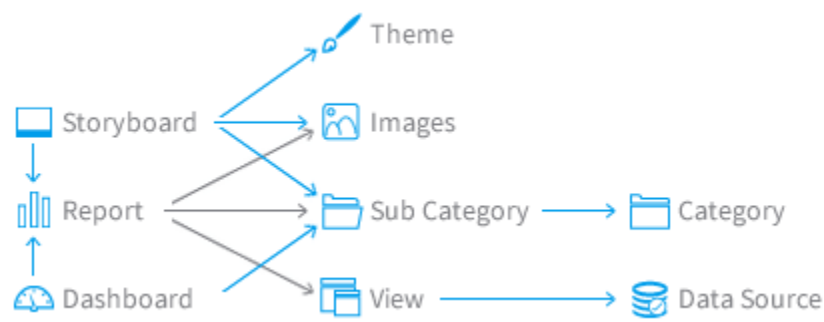 Theme
Storyboard
Images
Report
Sub Category
Category
Dashboard
View
Data Source